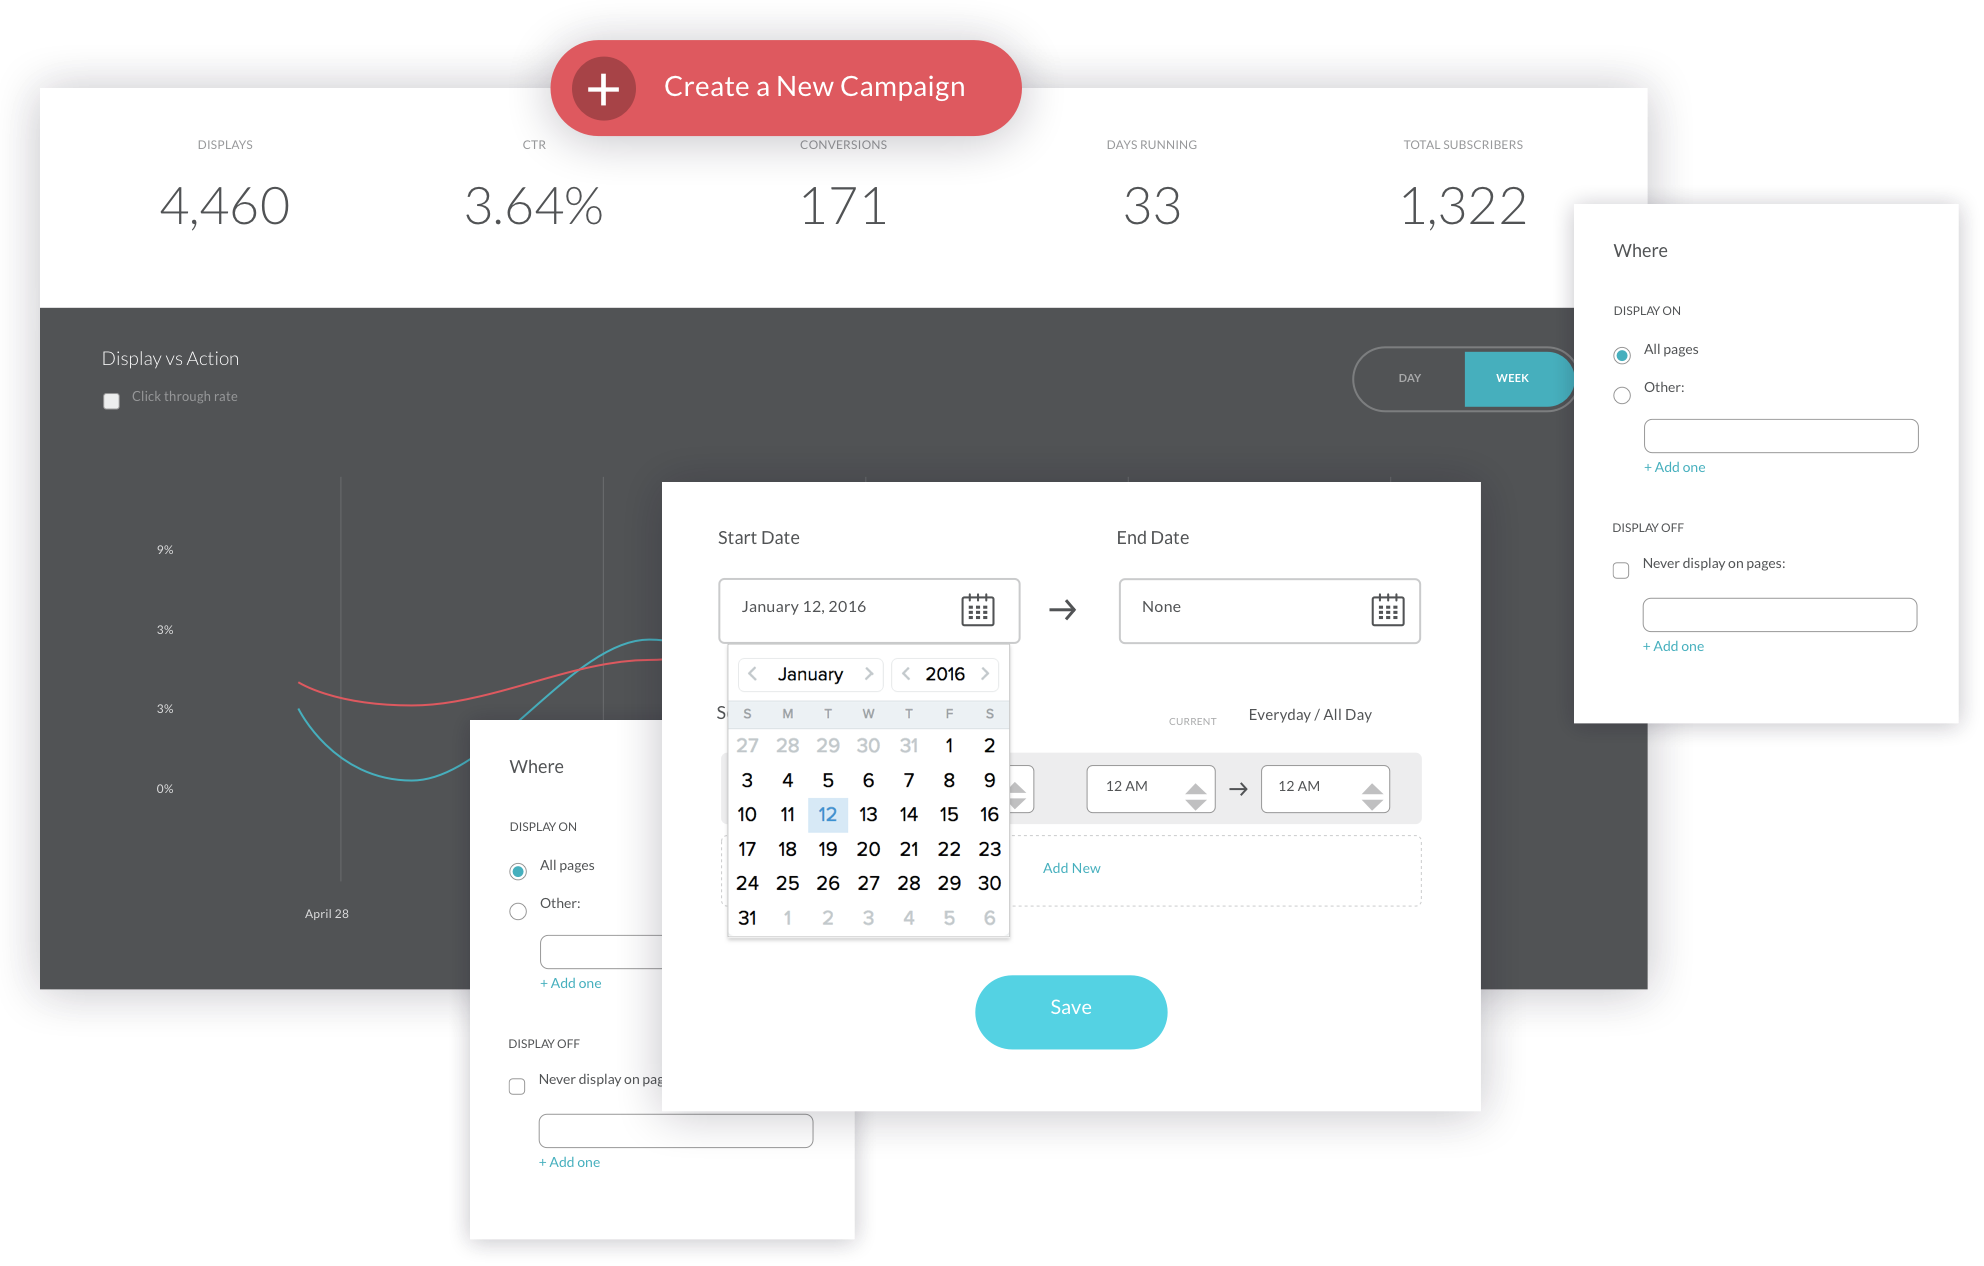 Create a New Campaign
DISPLAYS
CTR
CONVERSIONS
DAYS RUNNING
TOTAL SUBSCRIBERS
4,460
3.64%
171
33
1,322
Display vs Action
Click through rate
DAY
WEEK
9%
3%
3%
0%
April 28
Where
DISPLAY ON
All pages
Other:
+ Add one
DISPLAY OFF
Never display on pages:
+ Add one
Start Date
End Date
January 12, 2016
None
January
2016
S M T W T F S
27 28 29 30 31 1 2
3 4 5 6 7 8 9
10 11 12 13 14 15 16
17 18 19 20 21 22 23
24 25 26 27 28 29 30
31 1 2 3 4 5 6
CURRENT
Everyday / All Day
12 AM
12 AM
Add New
Save
Where
DISPLAY ON
All pages
Other:
+ Add one
DISPLAY OFF
Never display on pag
+ Add one